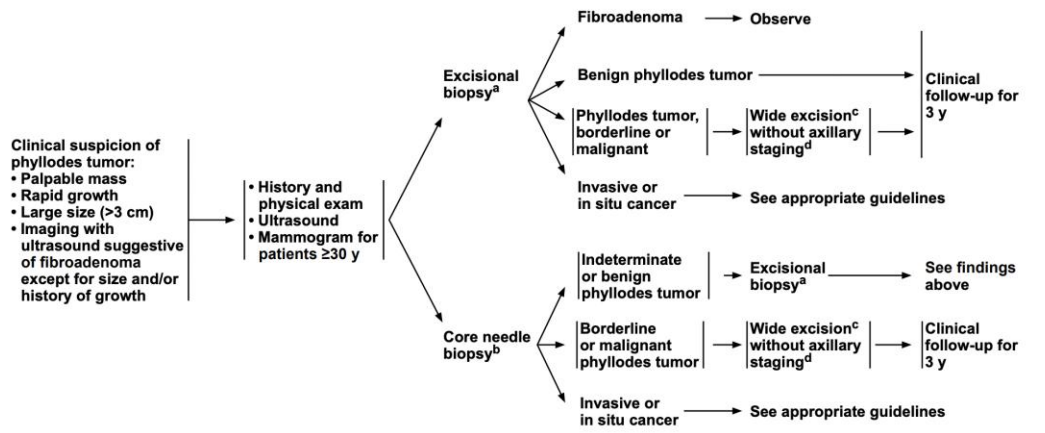 Clinical suspicion of
phyllodes tumor:
• Palpable mass
• Rapid growth
• Large size (>3 cm)
• Imaging with
ultrasound suggestive
of fibroadenoma
except for size and/or
history of growth
• History and
physical exam
• Ultrasound
• Mammogram for
patients ≥30 y
Excisional
biopsyᵃ
Fibroadenoma
Observe
Benign phyllodes tumor
Phyllodes tumor,
borderline or
malignant
Wide excisionᶜ
without axillary
stagingᵈ
Clinical
follow-up for
3 y
Invasive or
in situ cancer
See appropriate guidelines
Core needle
biopsyᵇ
Indeterminate
or benign
phyllodes tumor
Excisional
biopsyᵃ
See findings
above
Borderline
or malignant
phyllodes tumor
Wide excisionᶜ
without axillary
stagingᵈ
Clinical
follow-up for
3 y
Invasive or
in situ cancer
See appropriate guidelines